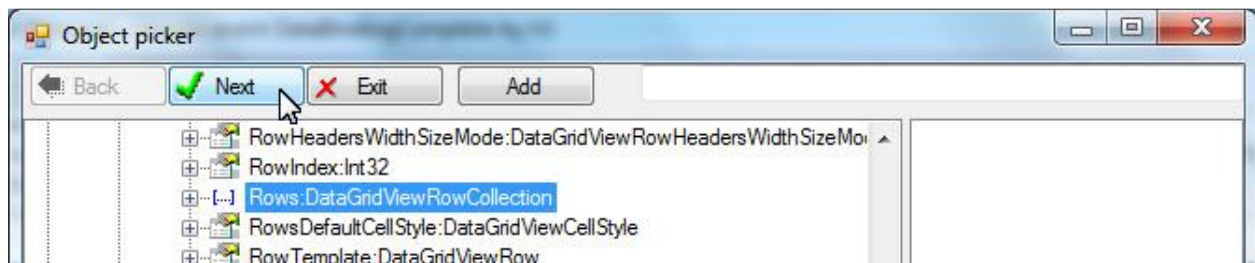 Object picker
Back Next Exit Add
RowHeadersWidthSizeMode:DataGridViewRowHeadersWidthSizeMo
RowIndex:Int32
[...] Rows:DataGridViewRowCollection
RowsDefaultCellStyle:DataGridViewCellStyle
RowTemplate:DataGridViewRow